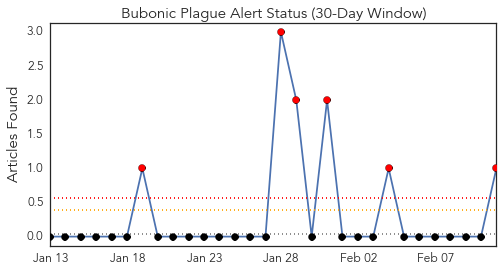 Bubonic Plague Alert Status (30-Day Window)
Articles Found
3.0
2.5
2.0
1.5
1.0
0.5
0.0
Jan 13 Jan 18 Jan 23 Jan 28 Feb 02 Feb 07